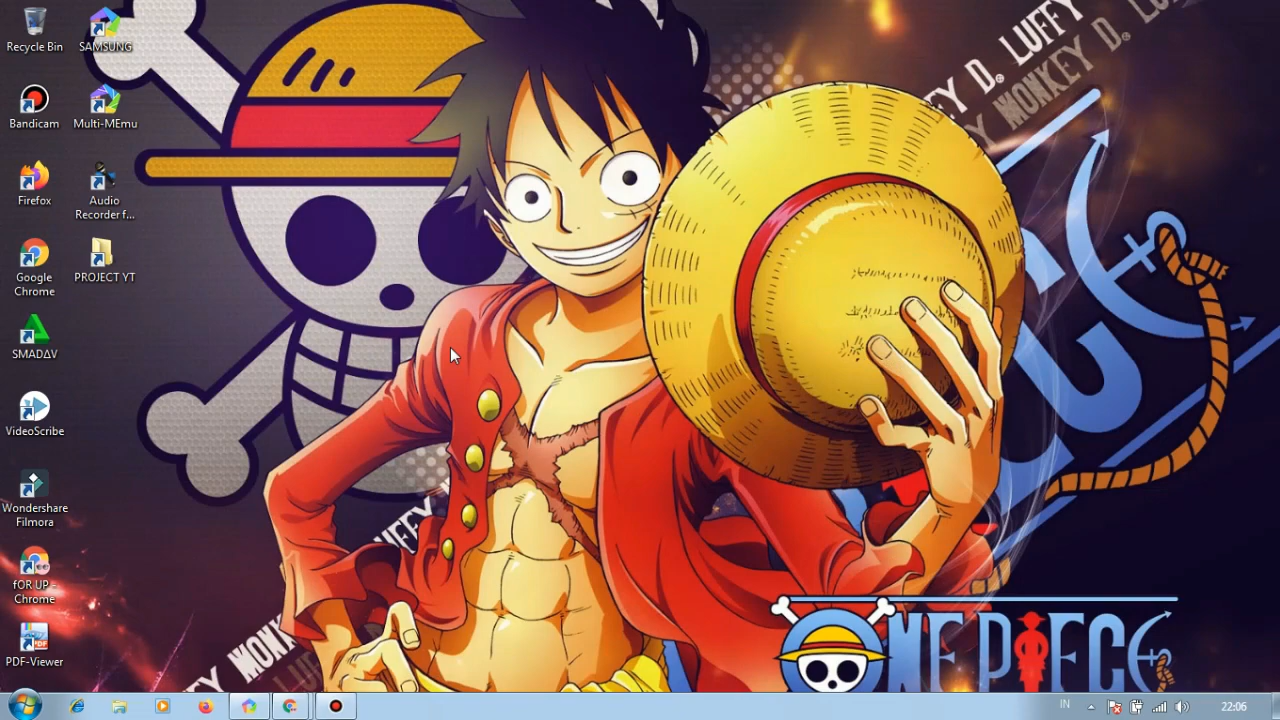 Recycle Bin
SAMSUNG
Bandicam
Multi-MEmu
Firefox
Audio
Recorder f...
Google
Chrome
PROJECT YT
SMADΔV
VideoScribe
Wondershare
Filmora
fOR UP -
Chrome
PDF-Viewer
MONKEY D. LUFFY
ONE PIECE
IN
22:06